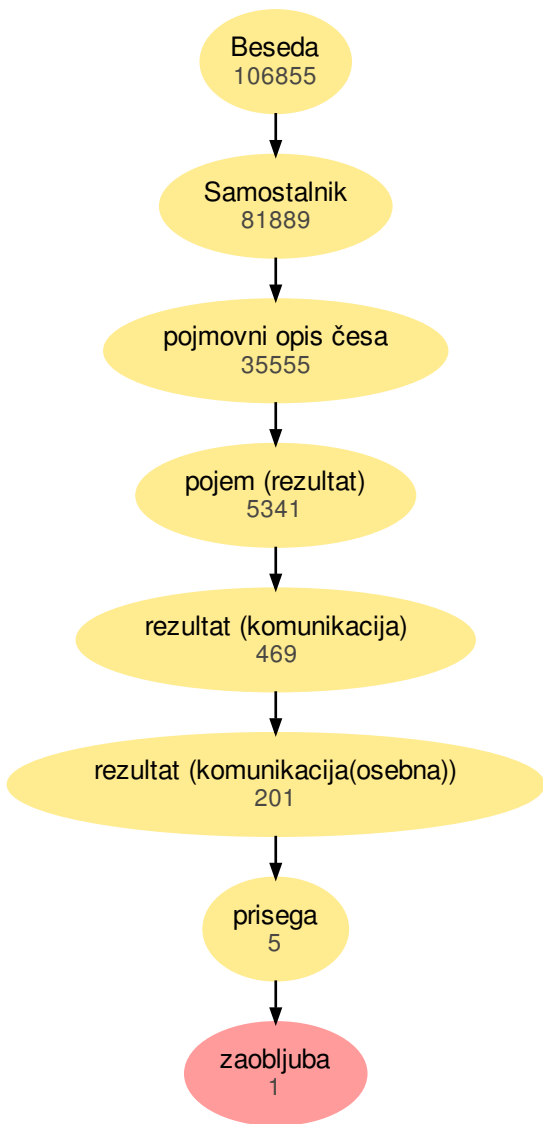 Beseda
106855
Samostalnik
81889
pojmovni opis česa
35555
pojem (rezultat)
5341
rezultat (komunikacija)
469
rezultat (komunikacija(osebna))
201
prisega
5
zaobljuba
1